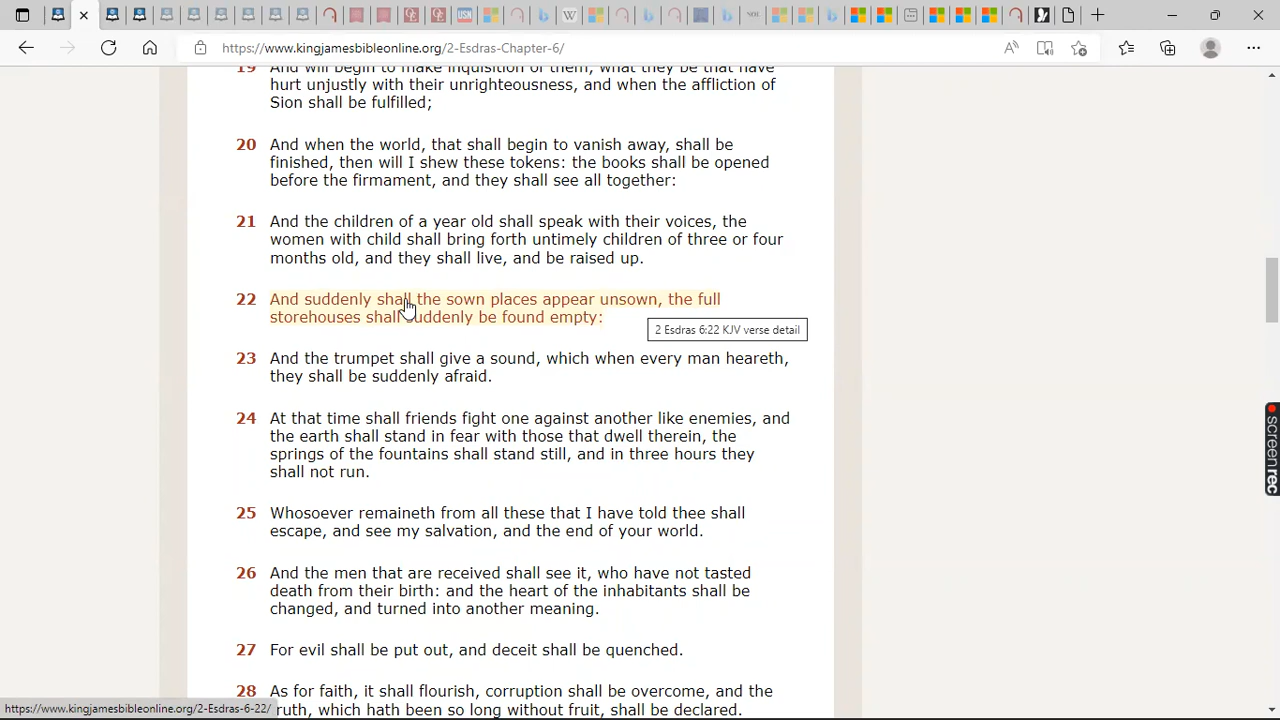 https://www.kingjamesbibleonline.org/2-Esdras-Chapter-6/
19 And will begin to make inquisition of them, what they be that have
hurt unjustly with their unrighteousness, and when the affliction of
Sion shall be fulfilled;
20 And when the world, that shall begin to vanish away, shall be
finished, then will I shew these tokens: the books shall be opened
before the firmament, and they shall see all together:
21 And the children of a year old shall speak with their voices, the
women with child shall bring forth untimely children of three or four
months old, and they shall live, and be raised up.
22 And suddenly shall the sown places appear unsown, the full
storehouses shall suddenly be found empty:
2 Esdras 6:22 KJV verse detail
23 And the trumpet shall give a sound, which when every man heareth,
they shall be suddenly afraid.
24 At that time shall friends fight one against another like enemies, and
the earth shall stand in fear with those that dwell therein, the
springs of the fountains shall stand still, and in three hours they
shall not run.
25 Whosoever remaineth from all these that I have told thee shall
escape, and see my salvation, and the end of your world.
26 And the men that are received shall see it, who have not tasted
death from their birth: and the heart of the inhabitants shall be
changed, and turned into another meaning.
27 For evil shall be put out, and deceit shall be quenched.
28 As for faith, it shall flourish, corruption shall be overcome, and the
truth, which hath been so long without fruit, shall be declared.
https://www.kingjamesbibleonline.org/2-Esdras-6-22/
screenrec